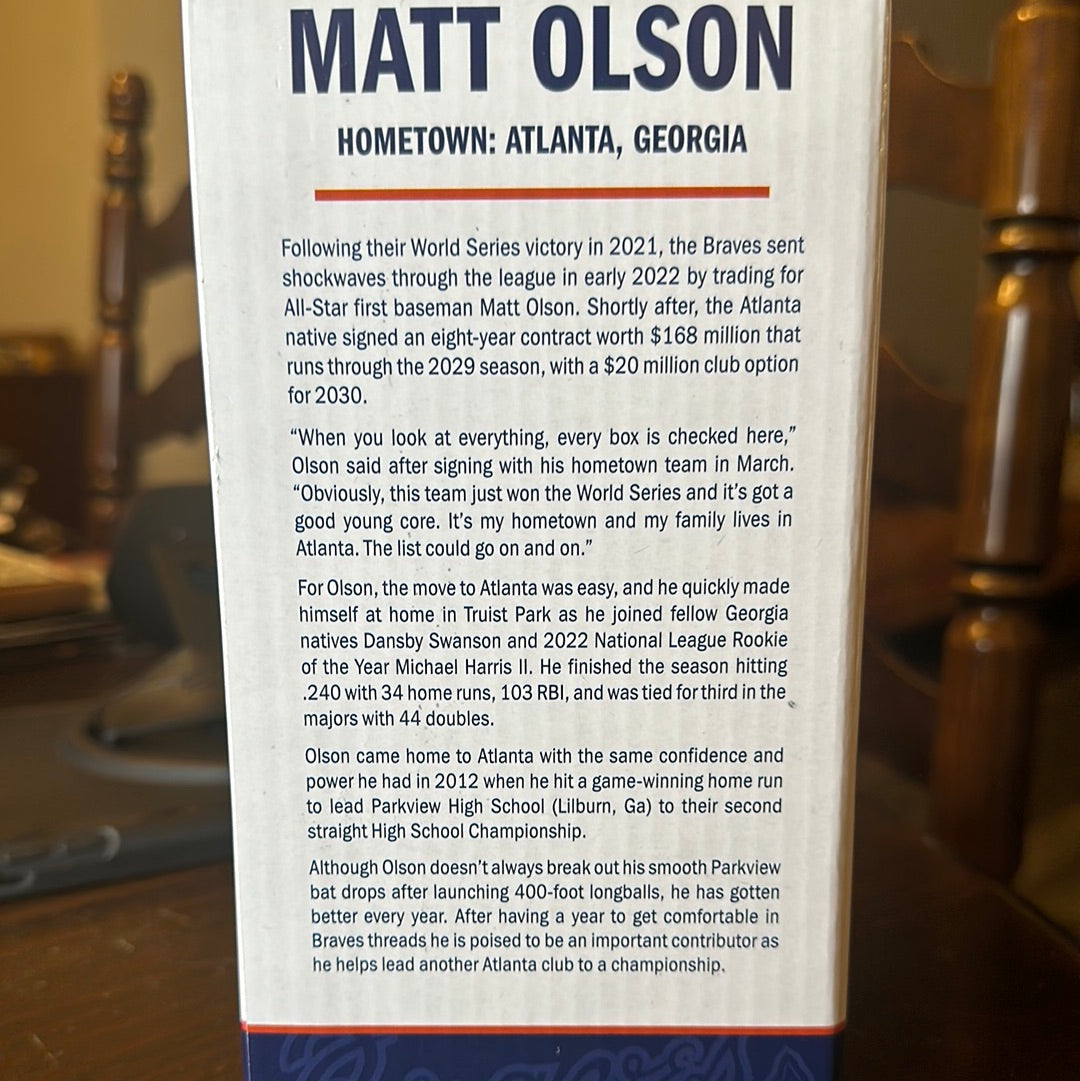 MATT OLSON
HOMETOWN: ATLANTA, GEORGIA
Following their World Series victory in 2021, the Braves sent
shockwaves through the league in early 2022 by trading for
All-Star first baseman Matt Olson. Shortly after, the Atlanta
native signed an eight-year contract worth $168 million that
runs through the 2029 season, with a $20 million club option
for 2030.
“When you look at everything, every box is checked here,”
Olson said after signing with his hometown team in March.
“Obviously, this team just won the World Series and it’s got a
good young core. It’s my hometown and my family lives in
Atlanta. The list could go on and on.”
For Olson, the move to Atlanta was easy, and he quickly made
himself at home in Truist Park as he joined fellow Georgia
natives Dansby Swanson and 2022 National League Rookie
of the Year Michael Harris II. He finished the season hitting
.240 with 34 home runs, 103 RBI, and was tied for third in the
majors with 44 doubles.
Olson came home to Atlanta with the same confidence and
power he had in 2012 when he hit a game-winning home run
to lead Parkview High School (Lilburn, Ga) to their second
straight High School Championship.
Although Olson doesn’t always break out his smooth Parkview
bat drops after launching 400-foot longballs, he has gotten
better every year. After having a year to get comfortable in
Braves threads he is poised to be an important contributor as
he helps lead another Atlanta club to a championship.